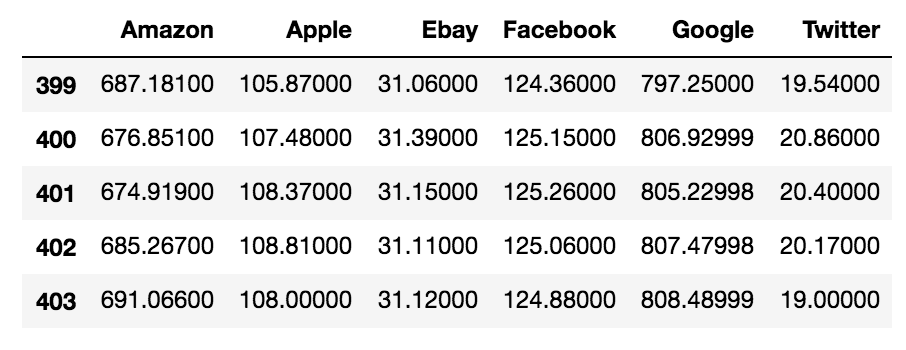 Amazon Apple Ebay Facebook Google Twitter
399 687.18100 105.87000 31.06000 124.36000 797.25000 19.54000
400 676.85100 107.48000 31.39000 125.15000 806.92999 20.86000
401 674.91900 108.37000 31.15000 125.26000 805.22998 20.40000
402 685.26700 108.81000 31.11000 125.06000 807.47998 20.17000
403 691.06600 108.00000 31.12000 124.88000 808.48999 19.00000